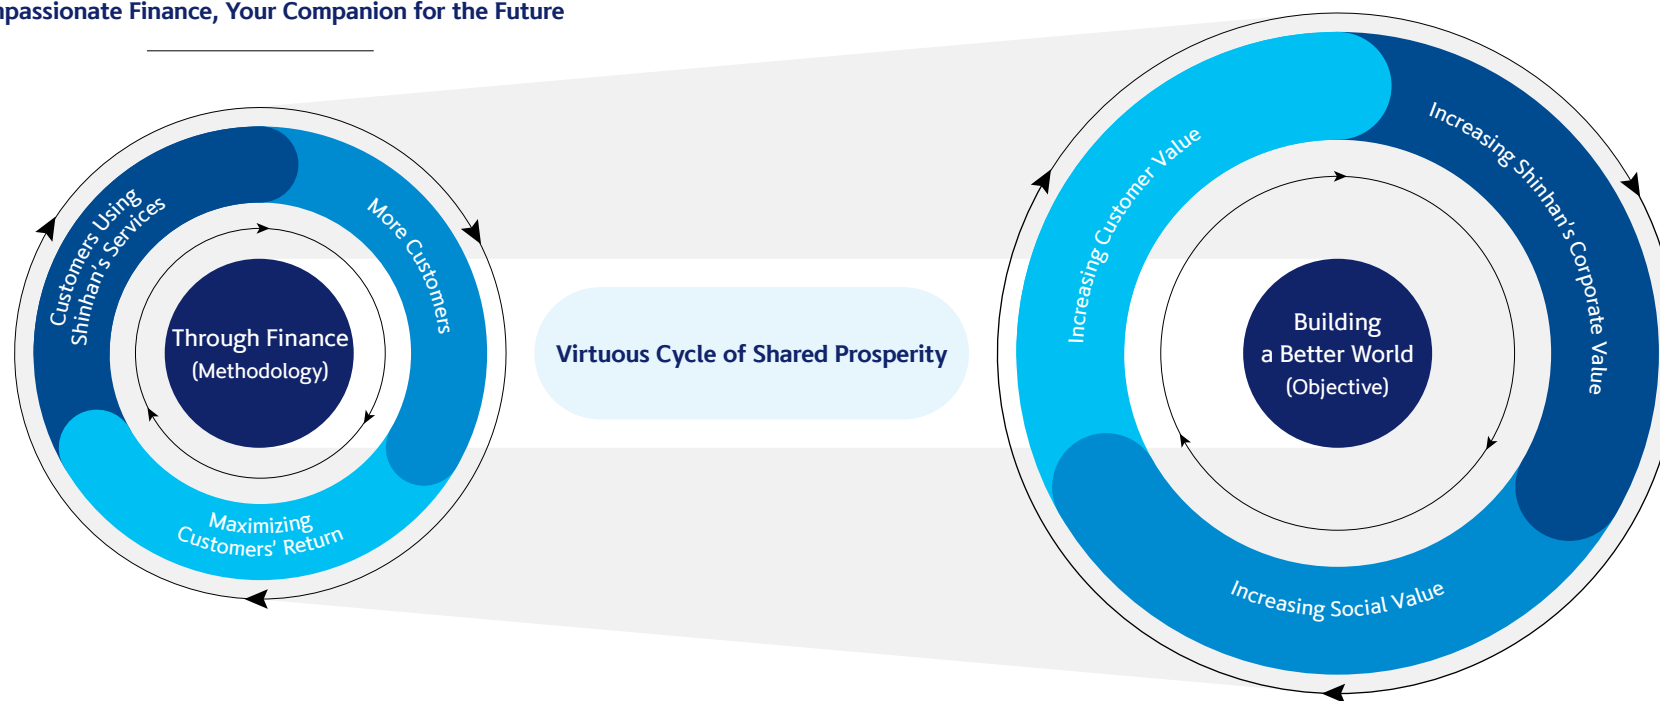 mpassionate Finance, Your Companion for the Future
Customers Using
Shinhan's Services
More Customers
Maximizing
Customers' Return
Through Finance
(Methodology)
Virtuous Cycle of Shared Prosperity
Increasing Customer Value
Increasing Shinhan's Corporate Value
Increasing Social Value
Building
a Better World
(Objective)